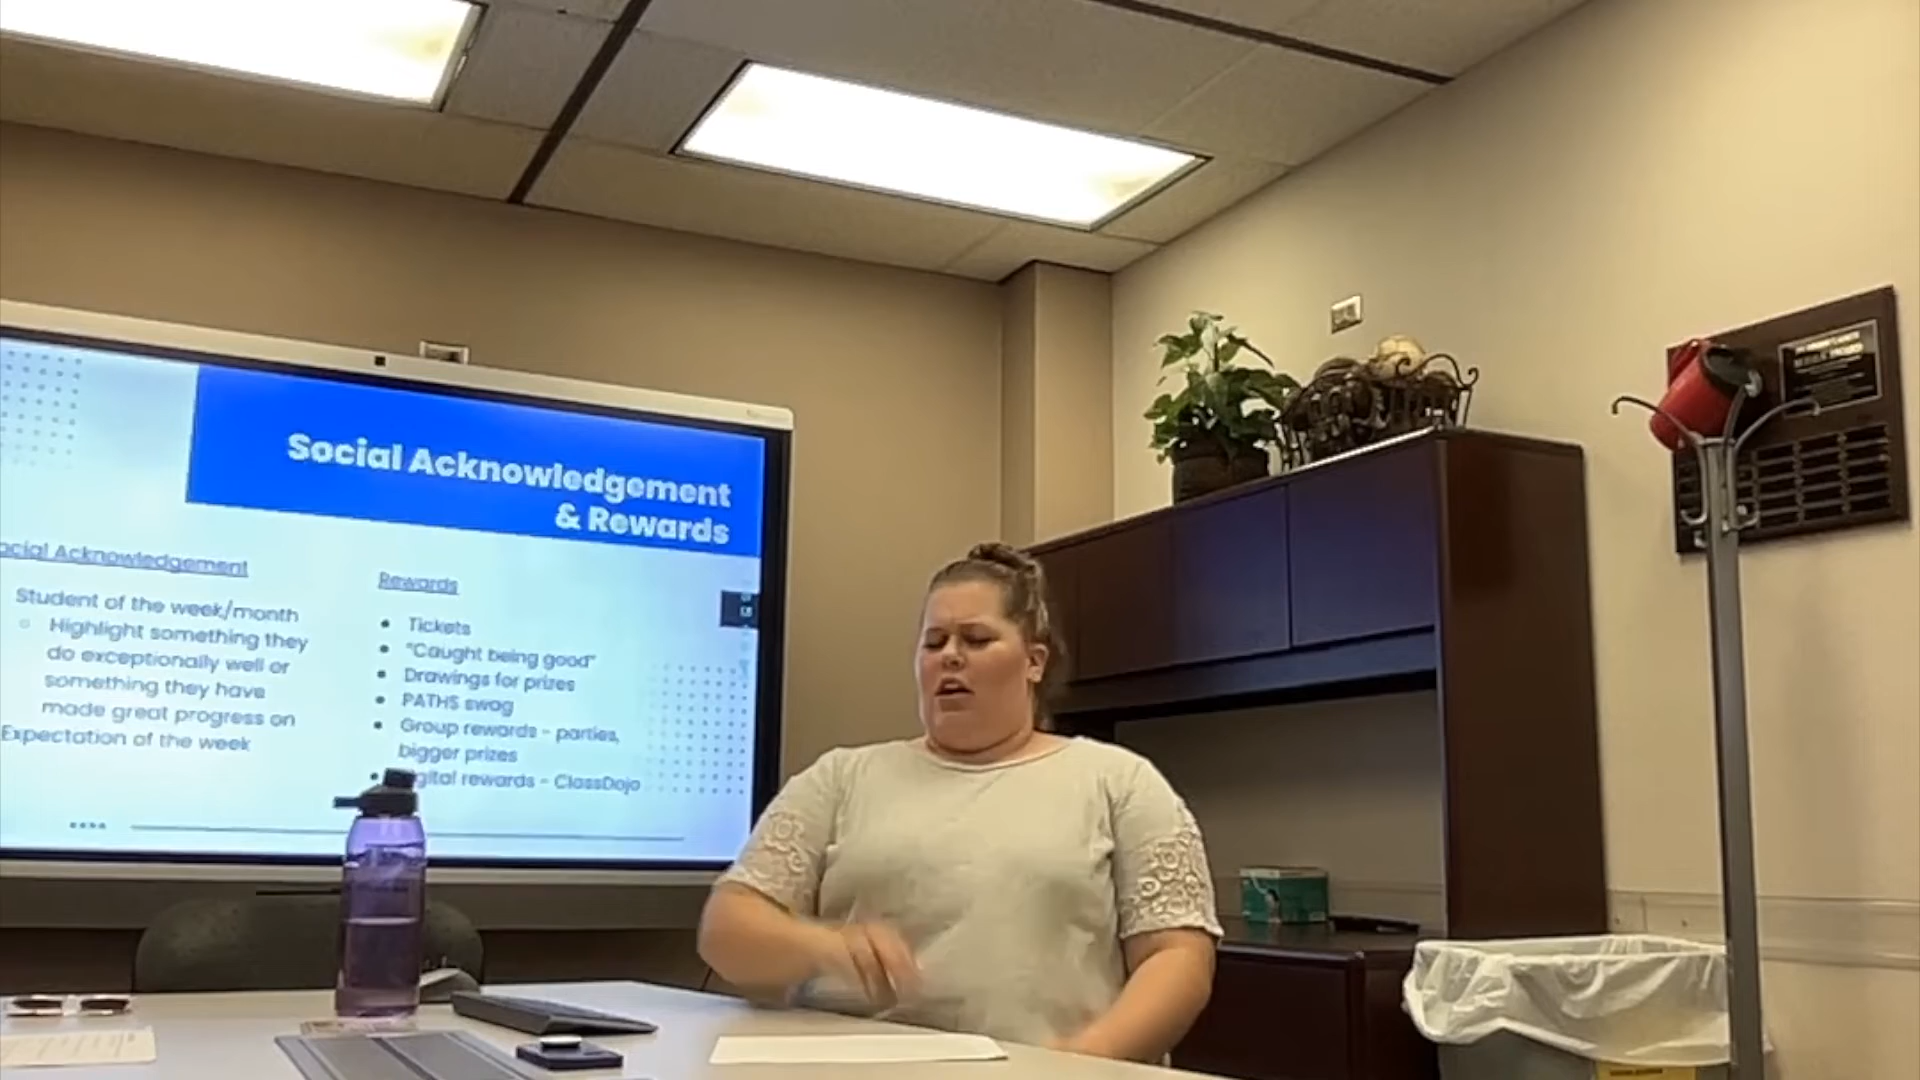 Social Acknowledgement
& Rewards
ocial Acknowledgement
Student of the week/month
Highlight something they
do exceptionally well or
something they have
made great progress on
Expectation of the week
Rewards
Tickets
"Caught being good"
Drawings for prizes
PATHS swag
Group rewards - parties,
bigger prizes
gital rewards - ClassDojo